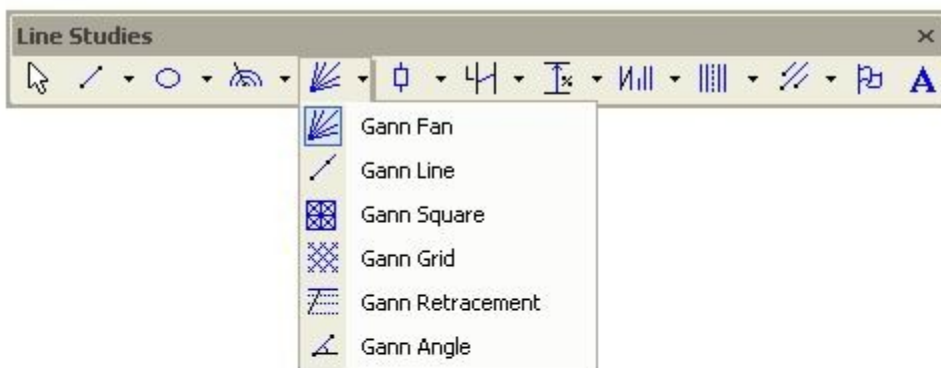 Line Studies
A
Gann Fan
Gann Line
Gann Square
Gann Grid
Gann Retracement
Gann Angle